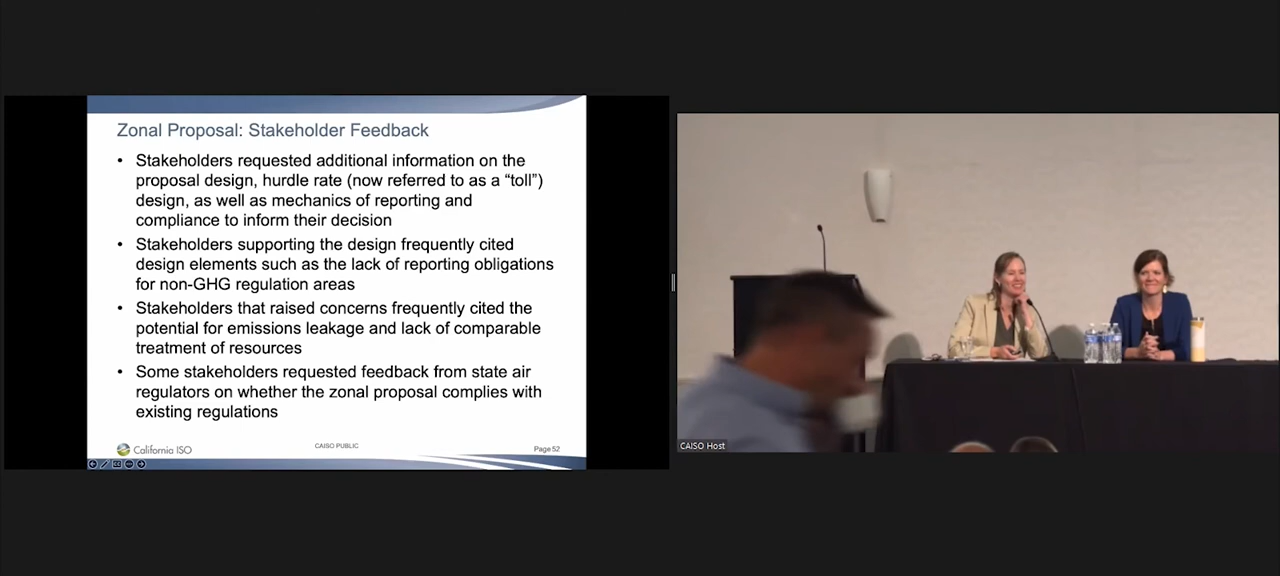 Zonal Proposal: Stakeholder Feedback
• Stakeholders requested additional information on the
proposal design, hurdle rate (now referred to as a “toll”)
design, as well as mechanics of reporting and
compliance to inform their decision
• Stakeholders supporting the design frequently cited
design elements such as the lack of reporting obligations
for non-GHG regulation areas
• Stakeholders that raised concerns frequently cited the
potential for emissions leakage and lack of comparable
treatment of resources
• Some stakeholders requested feedback from state air
regulators on whether the zonal proposal complies with
existing regulations
California ISO
CAISO PUBLIC
Page 52
CAISO Host